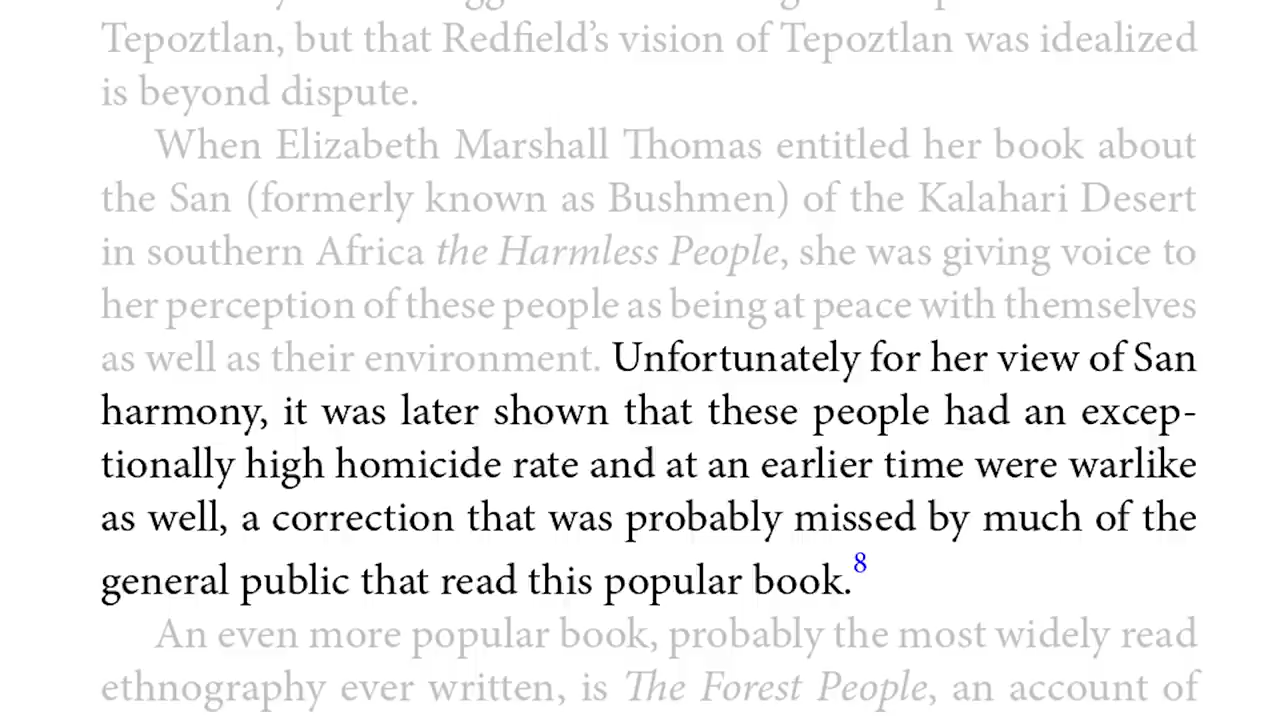 Tepoztlan, but that Redfield's vision of Tepoztlan was idealized
is beyond dispute.
When Elizabeth Marshall Thomas entitled her book about
the San (formerly known as Bushmen) of the Kalahari Desert
in southern Africa the Harmless People, she was giving voice to
her perception of these people as being at peace with themselves
as well as their environment. Unfortunately for her view of San
harmony, it was later shown that these people had an excep-
tionally high homicide rate and at an earlier time were warlike
as well, a correction that was probably missed by much of the
general public that read this popular book.8
An even more popular book, probably the most widely read
ethnography ever written, is The Forest People, an account of